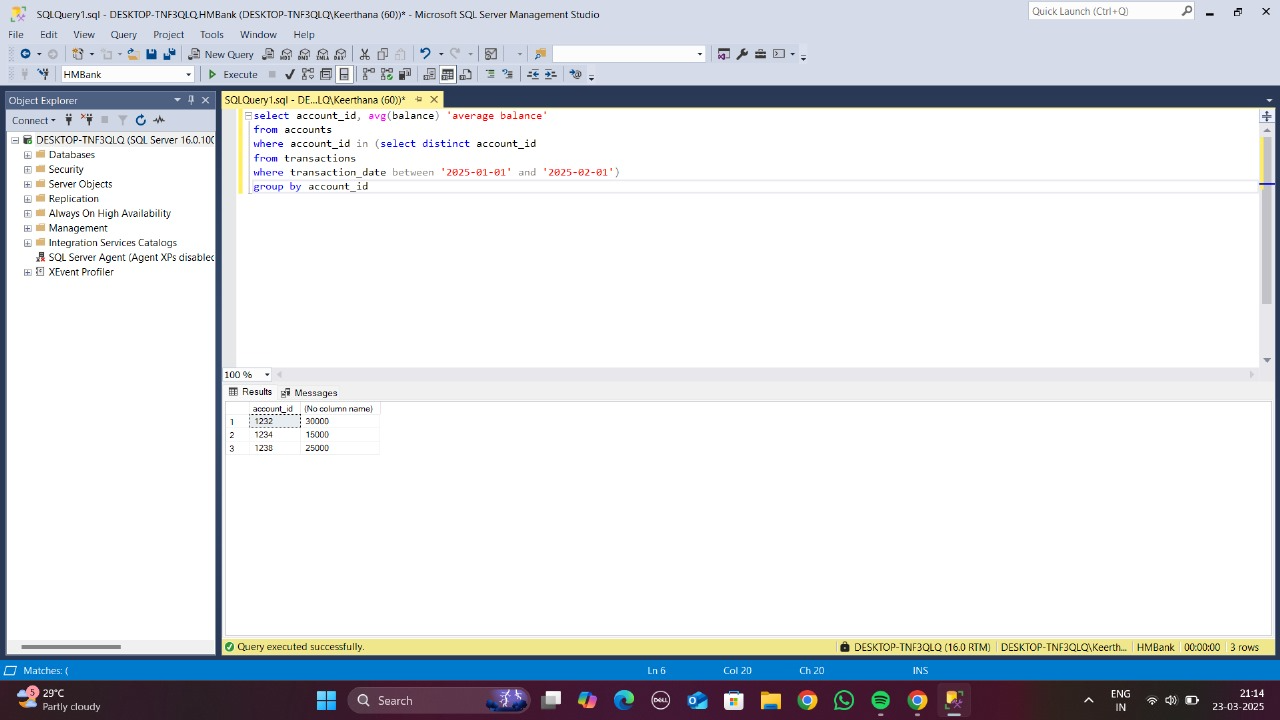 SQLQuery1.sql - DESKTOP-TNF3QLQ.HMBank (DESKTOP-TNF3QLQ\Keerthana (60))* - Microsoft SQL Server Management Studio
Quick Launch (Ctrl+Q)
File Edit View Query Project Tools Window Help
New Query
HMBank Execute
Object Explorer
SQLQuery1.sql - DE...LQ\Keerthana (60))*
Connect
DESKTOP-TNF3QLQ (SQL Server 16.0.100
Databases
Security
Server Objects
Replication
Always On High Availability
Management
Integration Services Catalogs
SQL Server Agent (Agent XPs disabled
XEvent Profiler
select account_id, avg(balance) 'average balance'
from accounts
where account_id in (select distinct account_id
from transactions
where transaction_date between '2025-01-01' and '2025-02-01')
group by account_id
100 %
Results Messages
account_id (No column name)
1 1232 30000
2 1234 15000
3 1238 25000
Query executed successfully. DESKTOP-TNF3QLQ (16.0 RTM) DESKTOP-TNF3QLQ\Keerth... HMBank 00:00:00 3 rows
Matches: ( Ln 6 Col 20 Ch 20 INS
5
29°C
Partly cloudy
Search
DELL
ENG
IN
21:14
23-03-2025